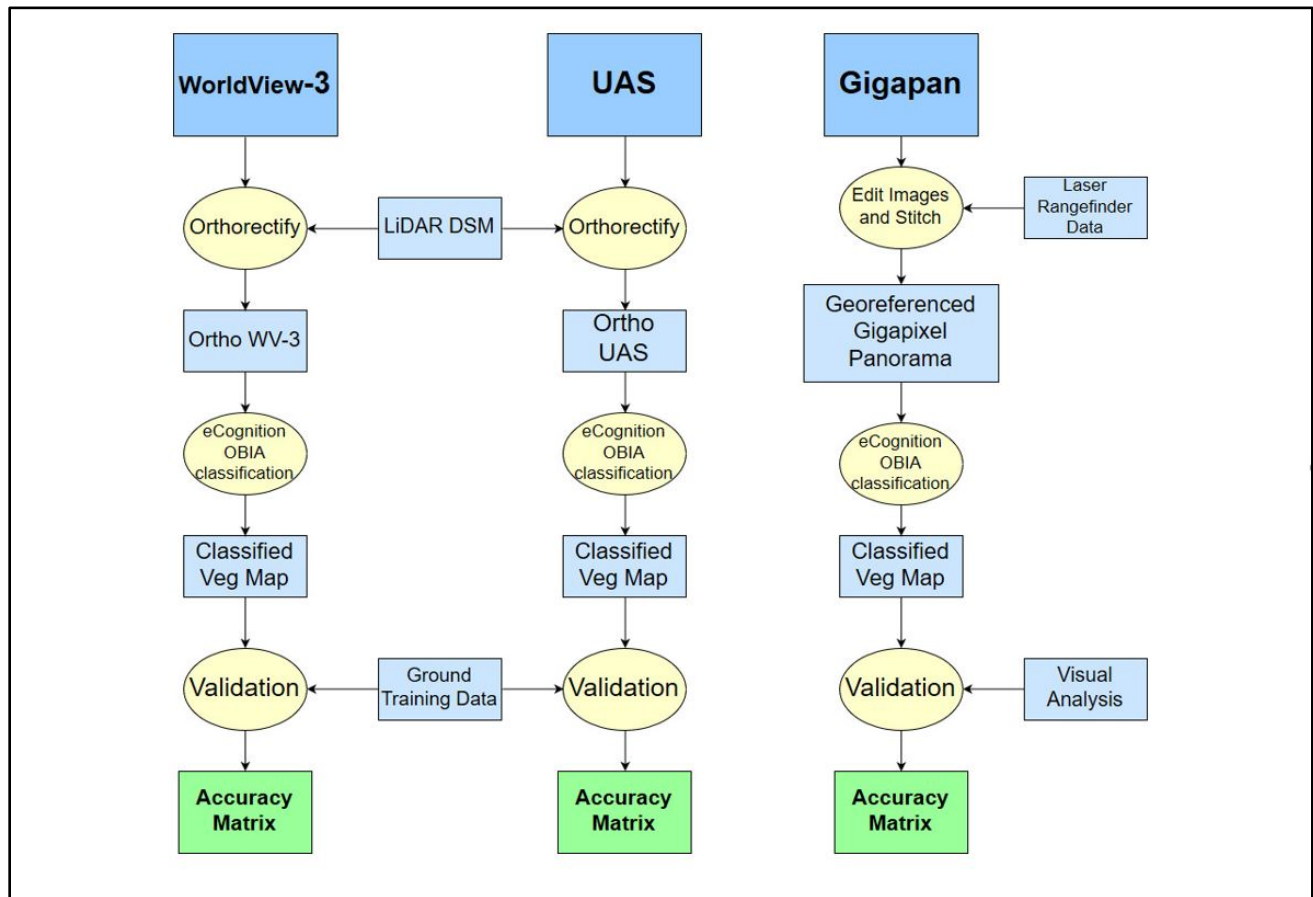 WorldView-3
UAS
Gigapan
Orthorectify
LiDAR DSM
Orthorectify
Edit Images
and Stitch
Laser
Rangefinder
Data
Ortho WV-3
Ortho
UAS
Georeferenced
Gigapixel
Panorama
eCognition
OBIA
classification
eCognition
OBIA
classification
eCognition
OBIA
classification
Classified
Veg Map
Classified
Veg Map
Classified
Veg Map
Validation
Ground
Training Data
Validation
Validation
Visual
Analysis
Accuracy
Matrix
Accuracy
Matrix
Accuracy
Matrix